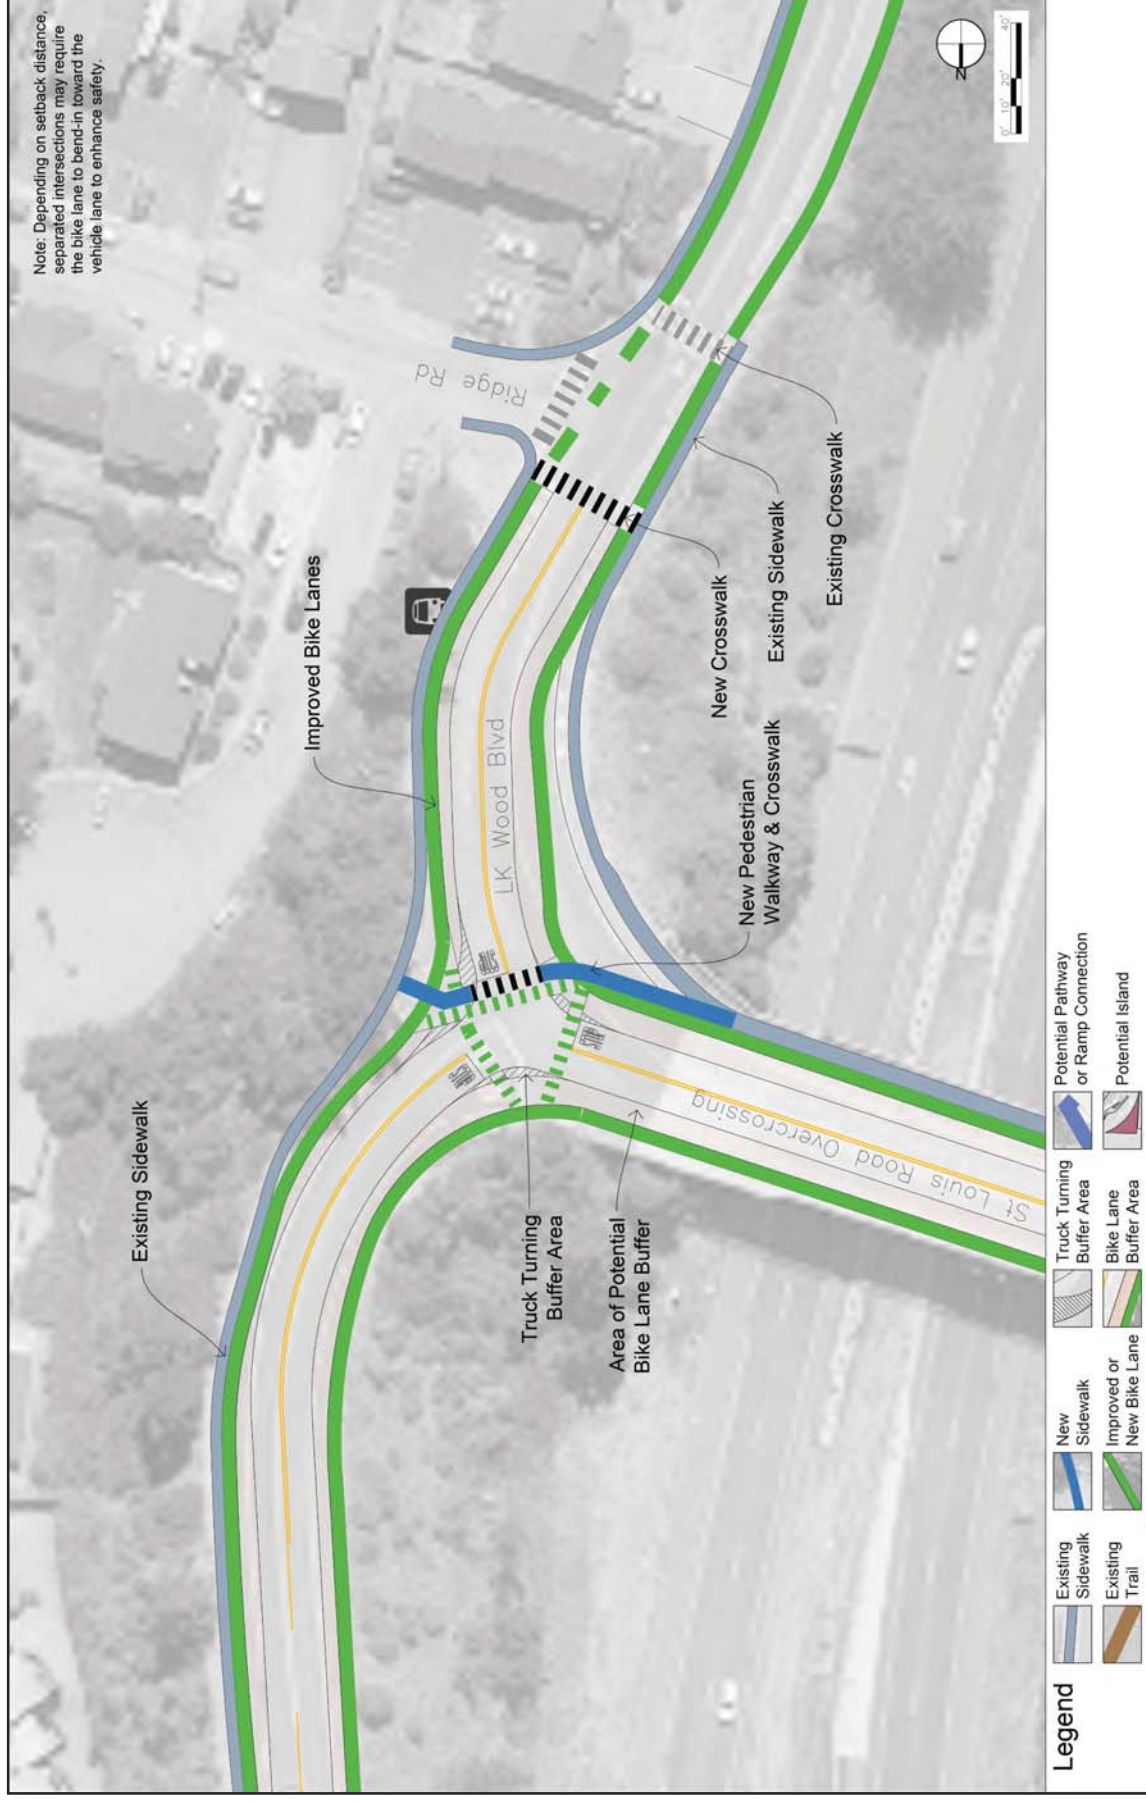 Note: Depending on setback distance,
separated intersections may require
the bike lane to bend-in toward the
vehicle lane to enhance safety.
N
0' 10' 20' 40'
Existing Sidewalk
Improved Bike Lanes
Ridge Rd
LK Wood Blvd
STOP
STOP
STOP
Truck Turning
Buffer Area
Area of Potential
Bike Lane Buffer
St Louis Road Overcrossing
New Pedestrian
Walkway & Crosswalk
New Crosswalk
Existing Sidewalk
Existing Crosswalk
Legend
Existing
Sidewalk
New
Sidewalk
Truck Turning
Buffer Area
Potential Pathway
or Ramp Connection
Existing
Trail
Improved or
New Bike Lane
Bike Lane
Buffer Area
Potential Island